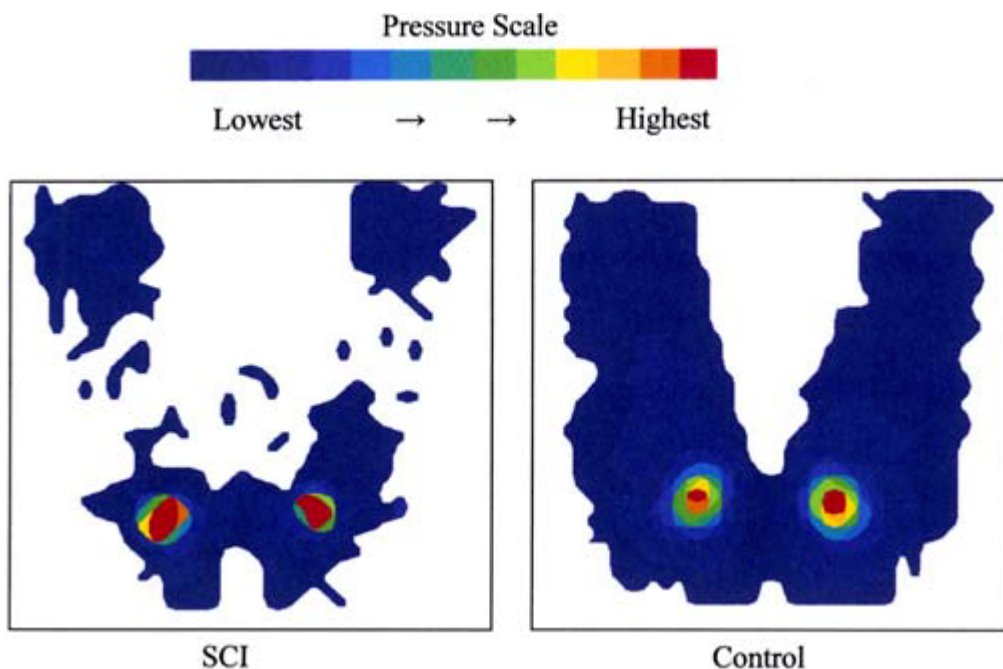 Pressure Scale
Lowest → → Highest
SCI
Control